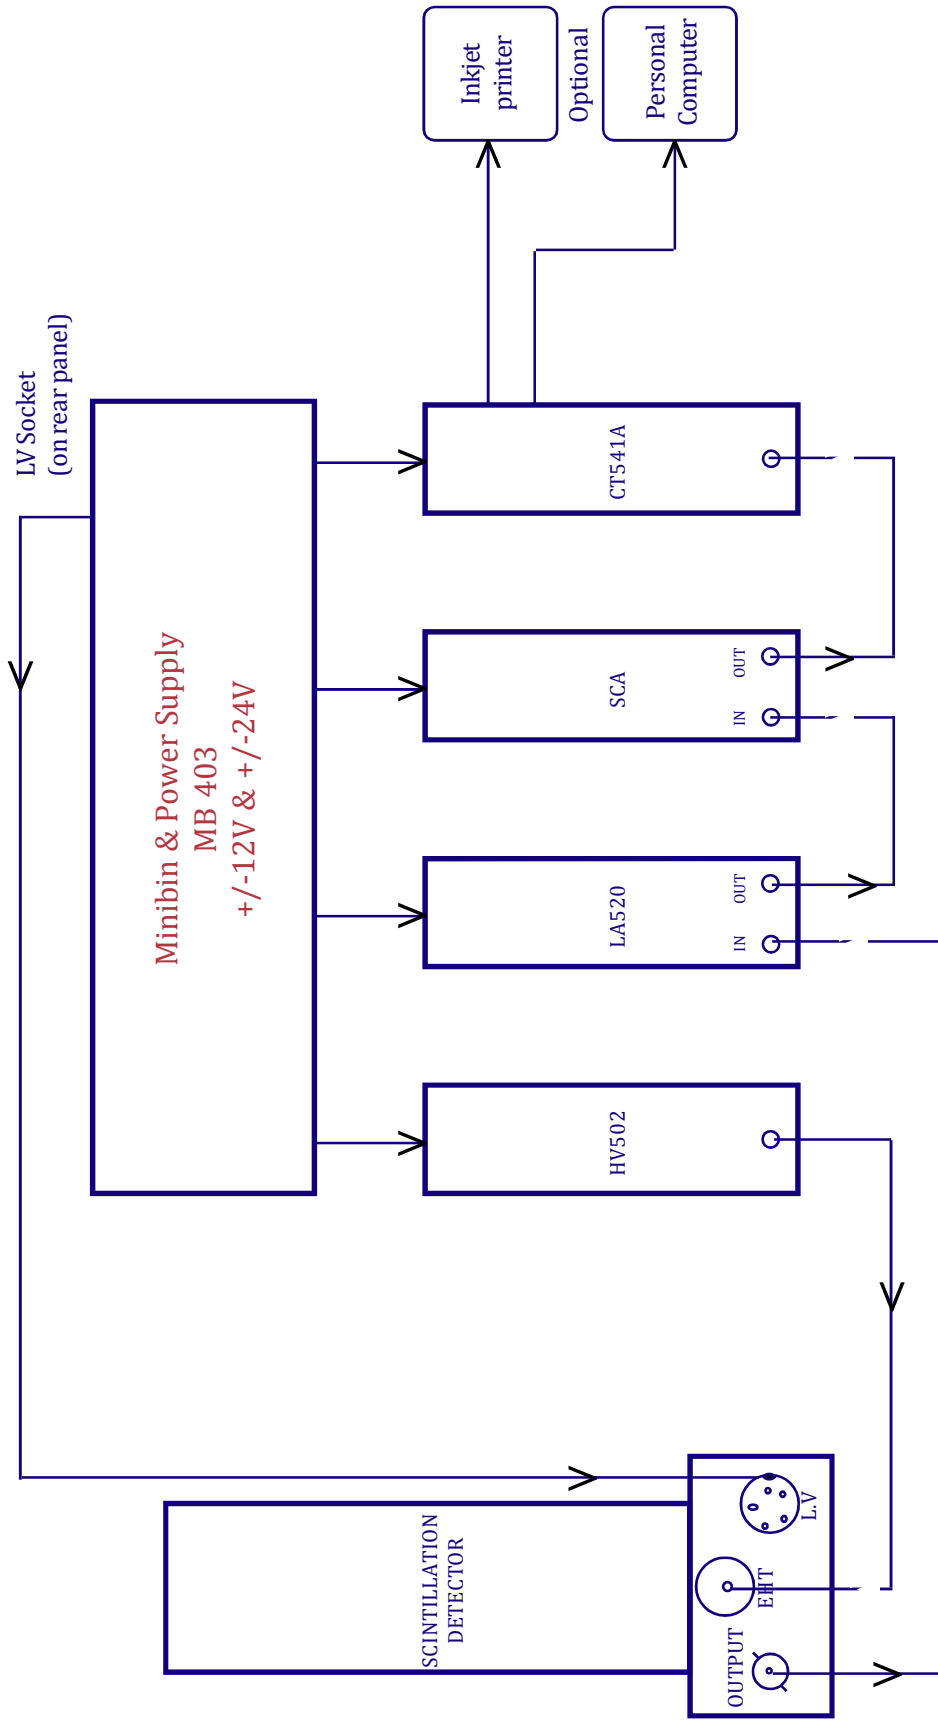 LV Socket
(on rear panel)
Minibin & Power Supply
MB 403
+/-12V & +/-24V
SCINTILLATION
DETECTOR
Inkjet
printer
Optional
HV502
LA520
SCA
CT541A
Personal
Computer
OUTPUT
EHT
L.V
IN
OUT
IN
OUT